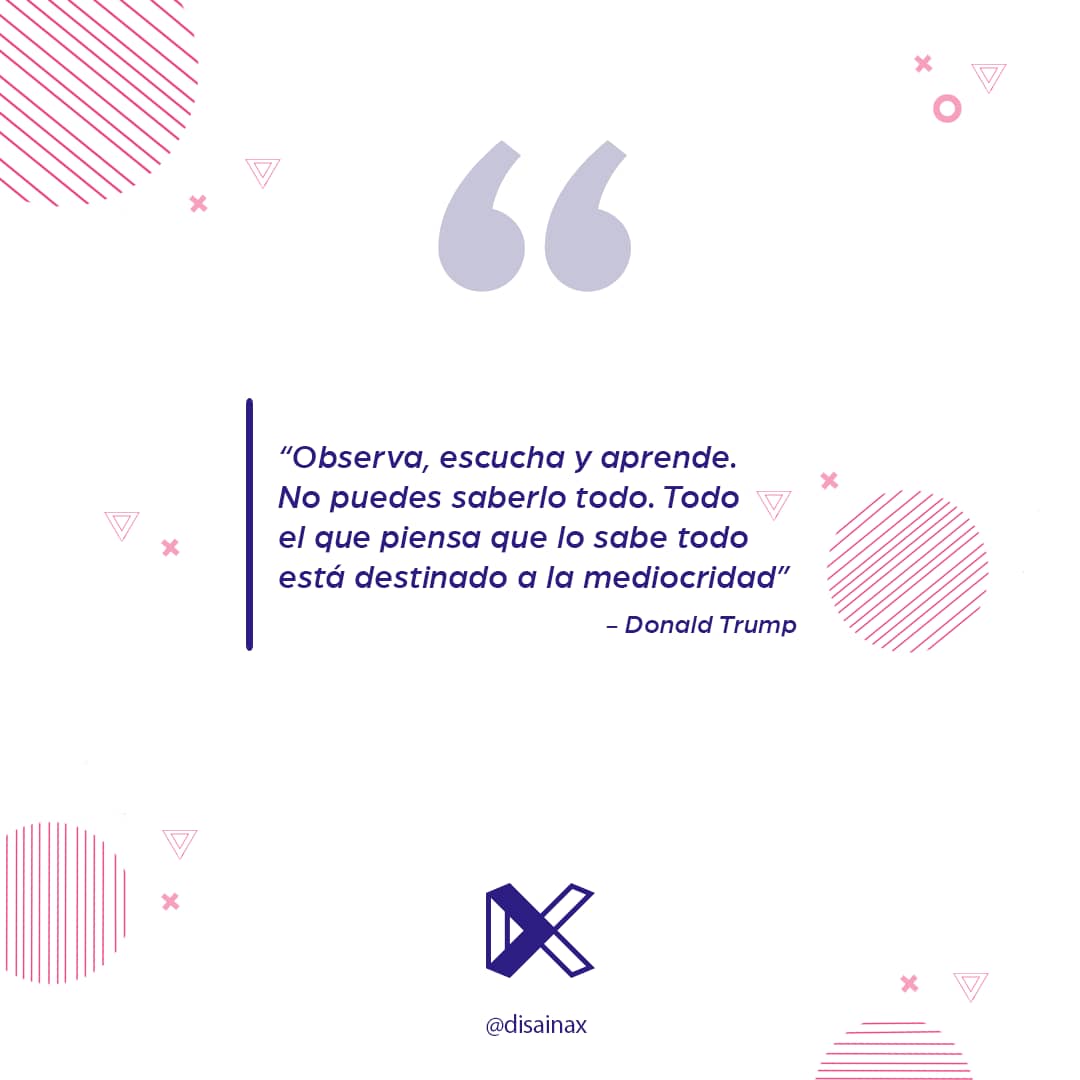 “Observa, escucha y aprende.
No puedes saberlo todo. Todo
el que piensa que lo sabe todo
está destinado a la mediocridad”
– Donald Trump
@disainax